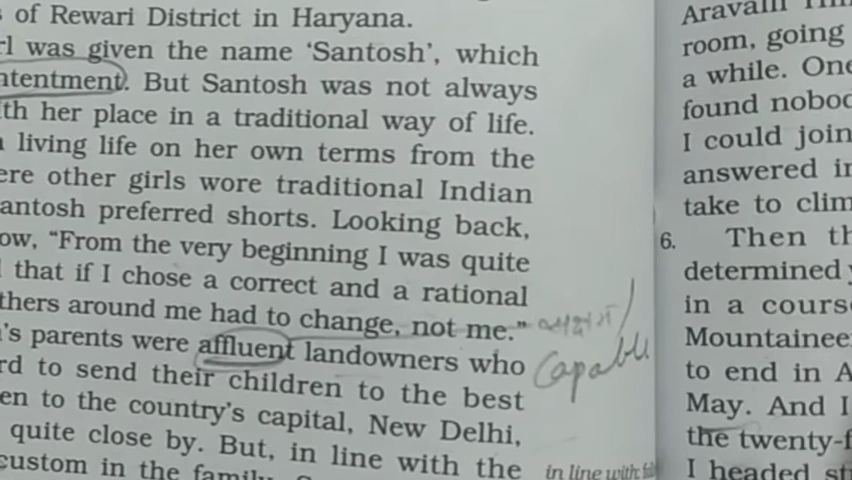 of Rewari District in Haryana.
was given the name ‘Santosh’, which
ntentment. But Santosh was not always
th her place in a traditional way of life.
living life on her own terms from the
ere other girls wore traditional Indian
antosh preferred shorts. Looking back,
ow, “From the very beginning I was quite
that if I chose a correct and a rational
thers around me had to change, not me.”
’s parents were affluent landowners who
Capable
rd to send their children to the best
en to the country’s capital, New Delhi,
quite close by. But, in line with the
custom in the family,
in line with
Aravalli
room, going
a while. One
found nobod
I could join
answered in
take to clim
6. Then th
determined
in a cours
Mountainee
to end in A
May. And I
the twenty-f
I headed st